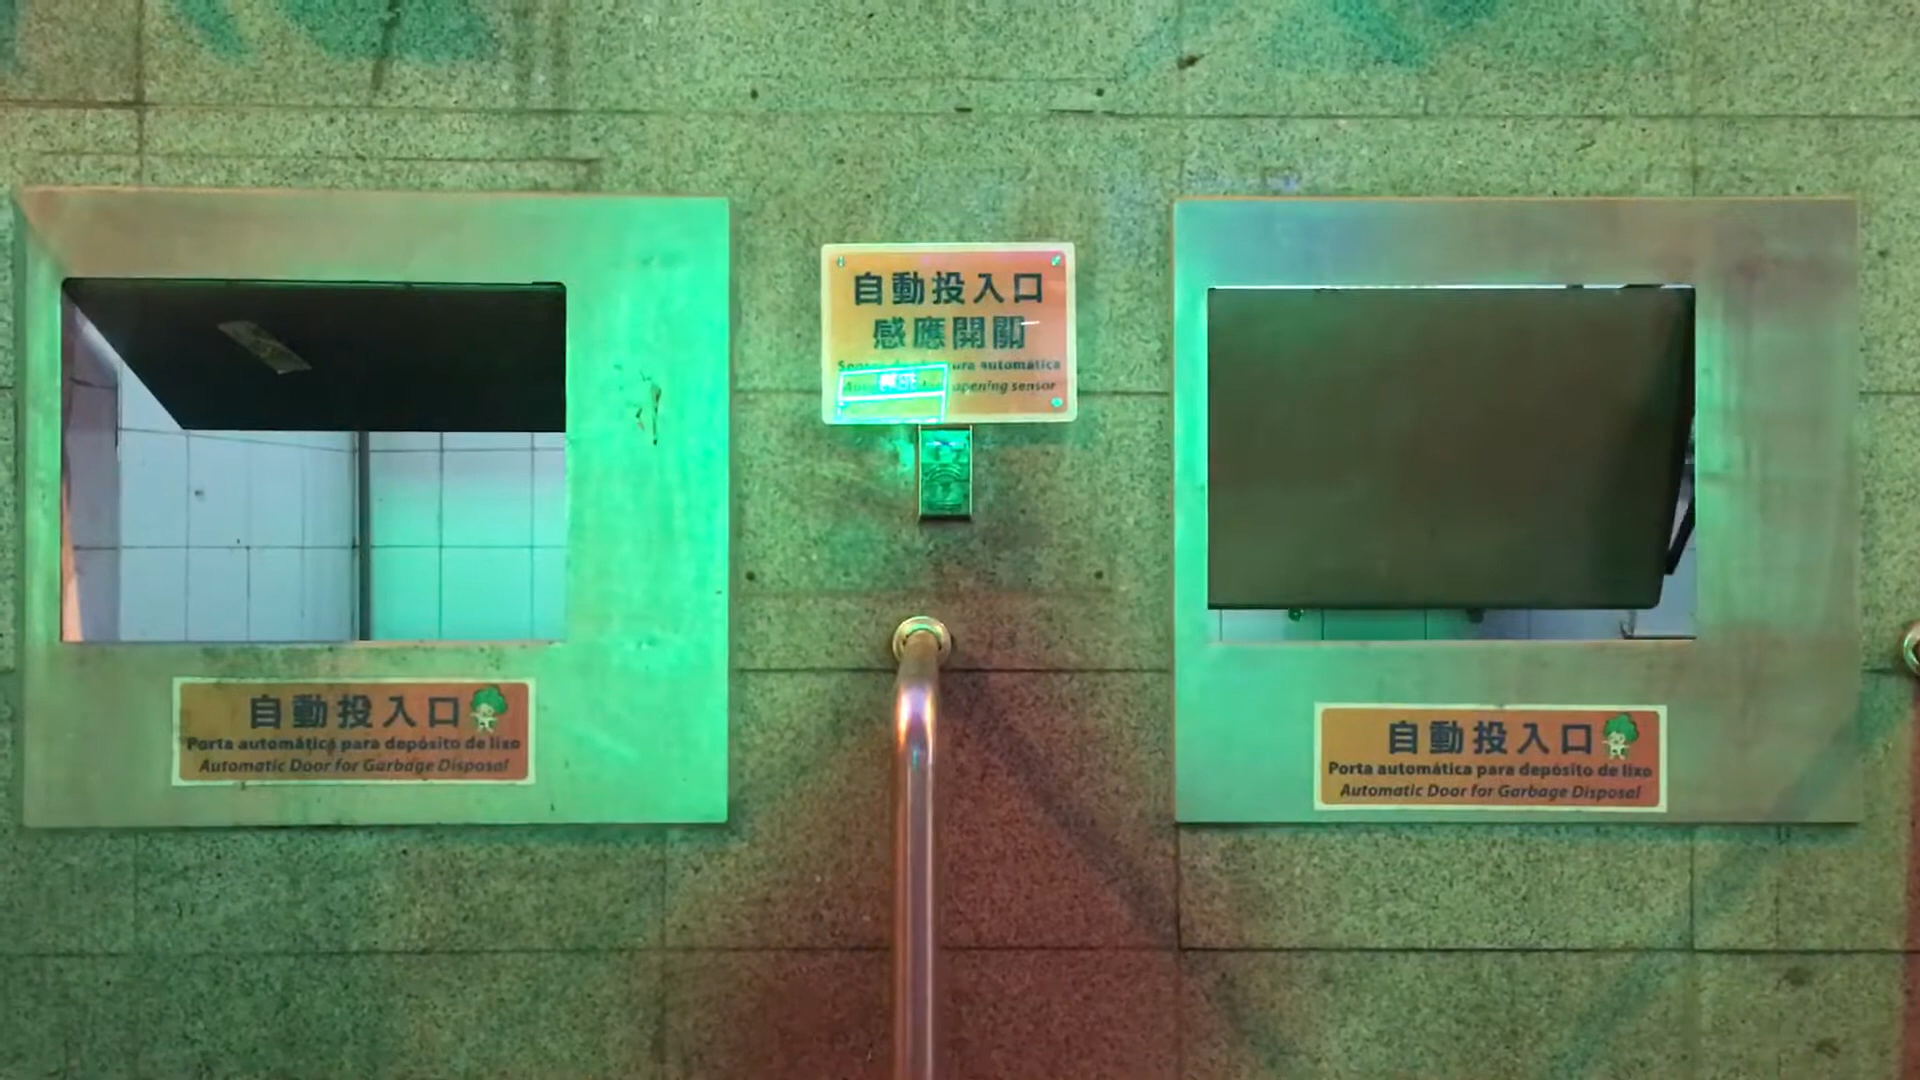 自動投入口
感應開關
automática
opening sensor
自動投入口
Porta automática para depósito de lixo
Automatic Door for Garbage Disposal
自動投入口
Porta automática para depósito de lixo
Automatic Door for Garbage Disposal